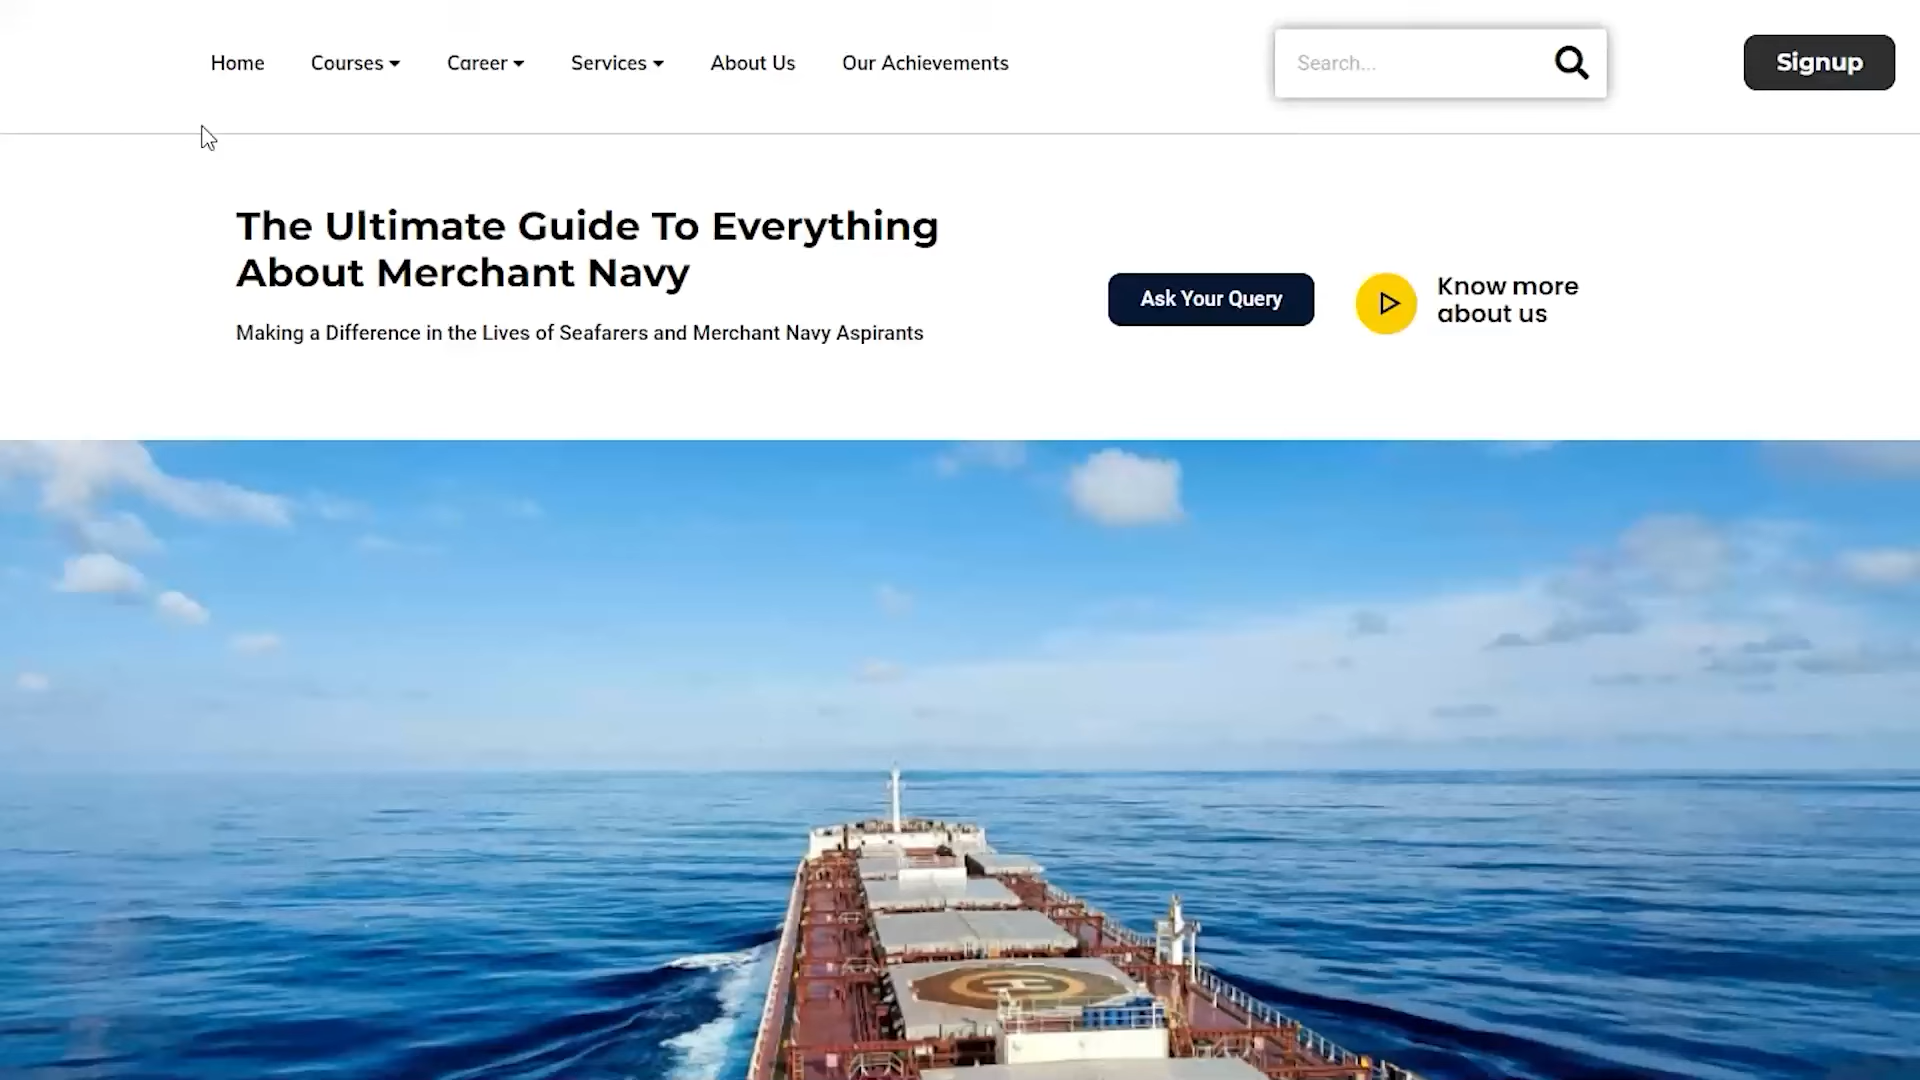 Home Courses Career Services About Us Our Achievements Search... Signup
The Ultimate Guide To Everything
About Merchant Navy
Making a Difference in the Lives of Seafarers and Merchant Navy Aspirants
Ask Your Query
Know more
about us
H